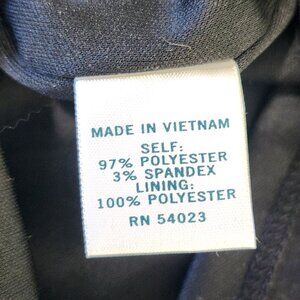 MADE IN VIETNAM
SELF:
97% POLYESTER
3% SPANDEX
LINING:
100% POLYESTER
RN 54023